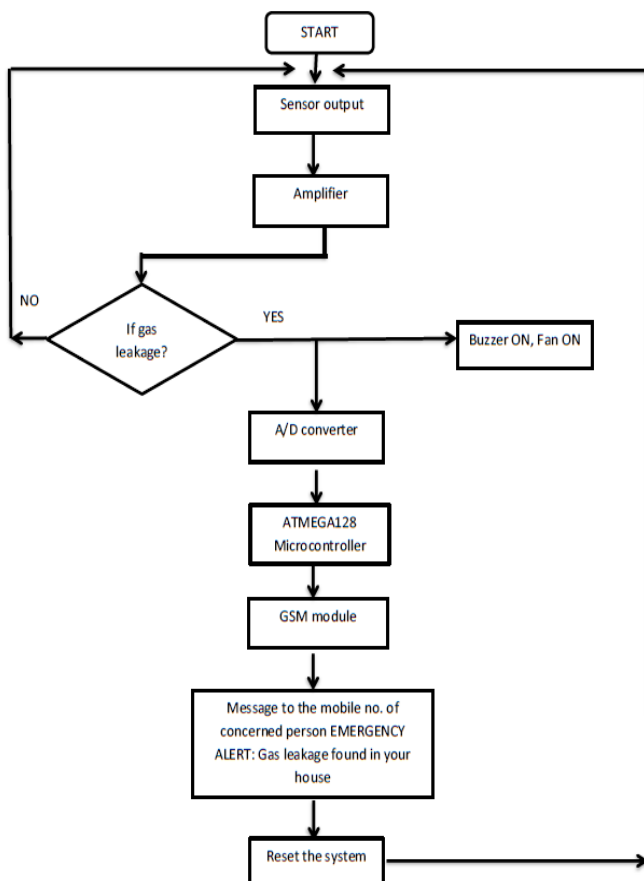 START
Sensor output
Amplifier
NO
If gas
leakage?
YES
Buzzer ON, Fan ON
A/D converter
ATMEGA128
Microcontroller
GSM module
Message to the mobile no. of
concerned person EMERGENCY
ALERT: Gas leakage found in your
house
Reset the system